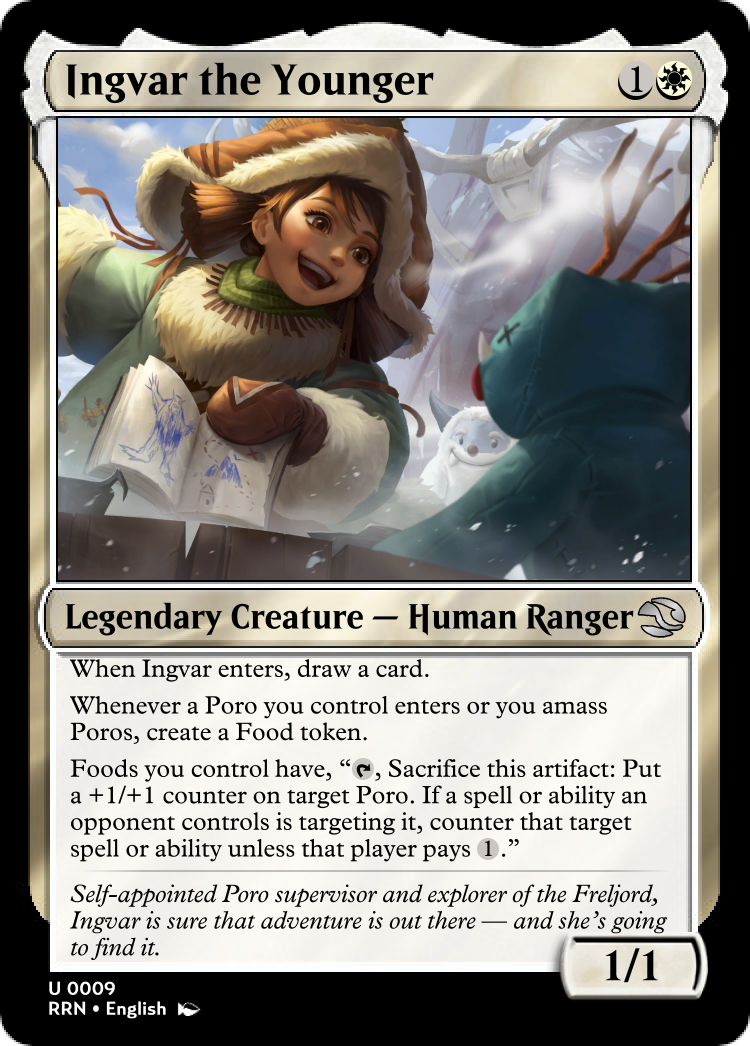 Ingvar the Younger 1
Legendary Creature — Human Ranger
When Ingvar enters, draw a card.
Whenever a Poro you control enters or you amass
Poros, create a Food token.
Foods you control have, “, Sacrifice this artifact: Put
a +1/+1 counter on target Poro. If a spell or ability an
opponent controls is targeting it, counter that target
spell or ability unless that player pays 1.”
Self-appointed Poro supervisor and explorer of the Freljord,
Ingvar is sure that adventure is out there — and she’s going
to find it.
1/1
U 0009
RRN • English